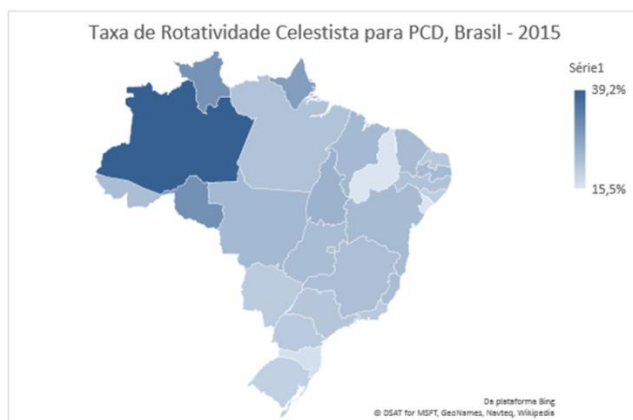 Taxa de Rotatividade Celestista para PCD, Brasil - 2015
Série1
39,2%
15,5%
Da plataforma Bing
© DSAT for MSFT, GeoNames, Navteq, Wikipedia